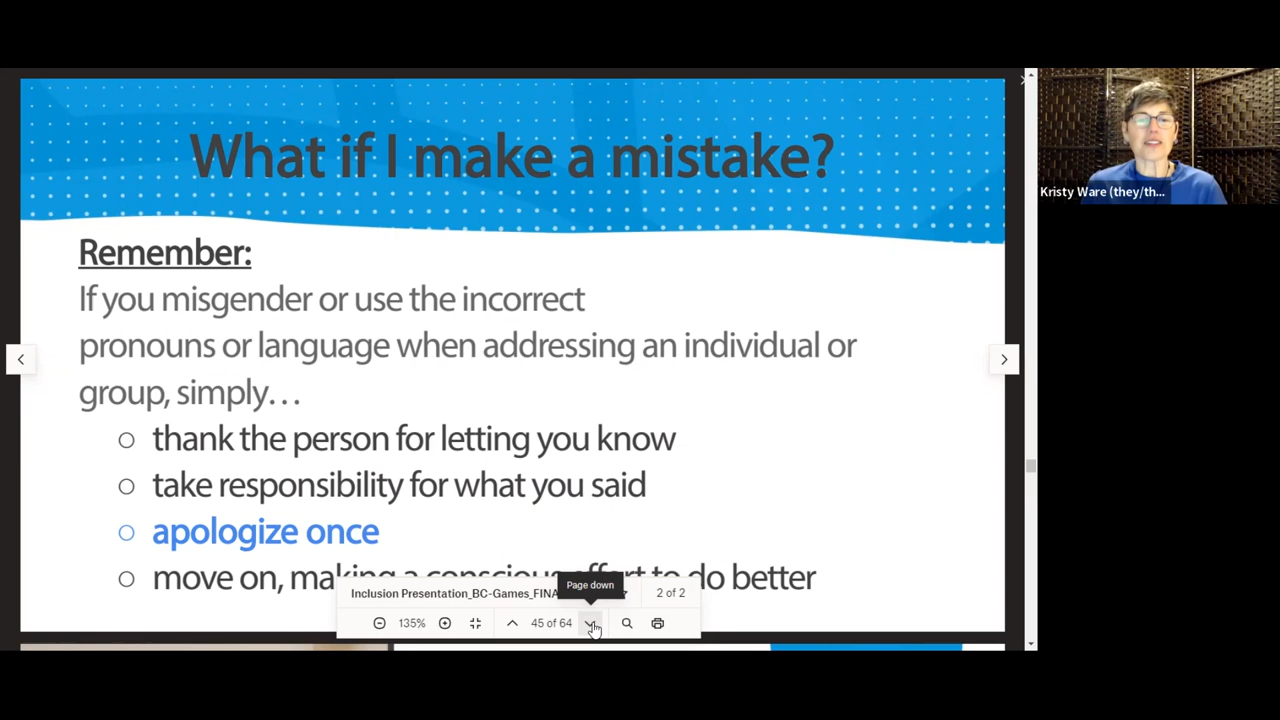 What if I make a mistake?
Kristy Ware (they/th...
Remember:
If you misgender or use the incorrect
pronouns or language when addressing an individual or
group, simply…
thank the person for letting you know
take responsibility for what you said
apologize once
move on, making a conscious effort to do better
Page down
Inclusion Presentation_BC-Games_FINA
2 of 2
135%
45 of 64